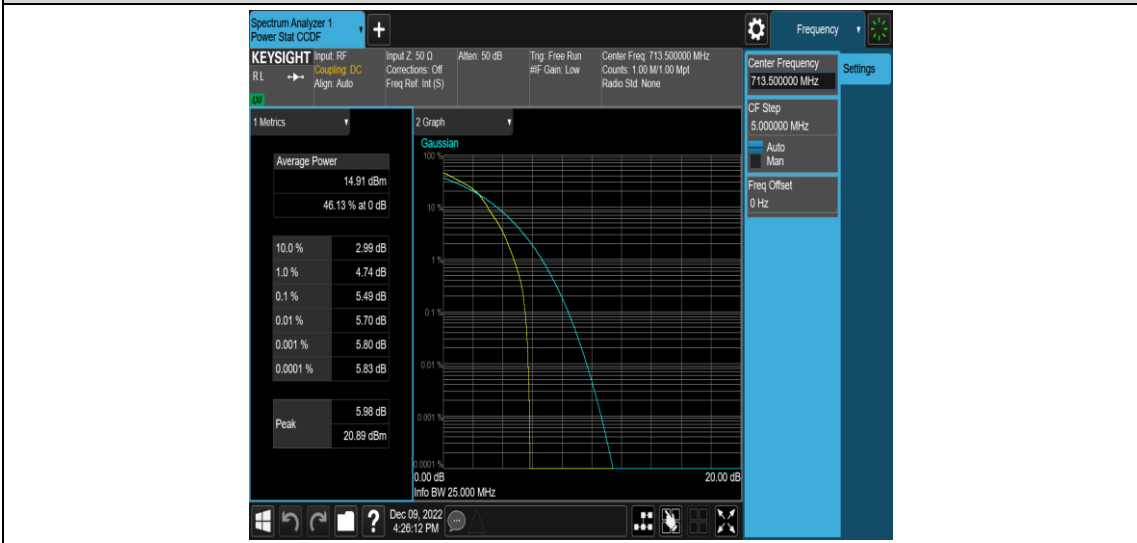 Spectrum Analyzer 1
Power Stat CCDF
+
Frequency
KEYSIGHT
R L
LXI
Input: RF
Coupling: DC
Align: Auto
Input Z: 50 Ω
Corrections: Off
Freq Ref: Int (S)
Atten: 50 dB
Trig: Free Run
#IF Gain: Low
Center Freq: 713.500000 MHz
Counts: 1.00 M/1.00 Mpt
Radio Std: None
Center Frequency
713.500000 MHz
Settings
CF Step
5.000000 MHz
Auto
Man
Freq Offset
0 Hz
1 Metrics
Average Power
14.91 dBm
46.13 % at 0 dB
10.0 % 2.99 dB
1.0 % 4.74 dB
0.1 % 5.49 dB
0.01 % 5.70 dB
0.001 % 5.80 dB
0.0001 % 5.83 dB
Peak
5.98 dB
20.89 dBm
2 Graph
Gaussian
100 %
10 %
1 %
0.1 %
0.01 %
0.001 %
0.0001 %
0.00 dB 20.00 dB
Info BW 25.000 MHz
?
Dec 09, 2022
4:26:12 PM